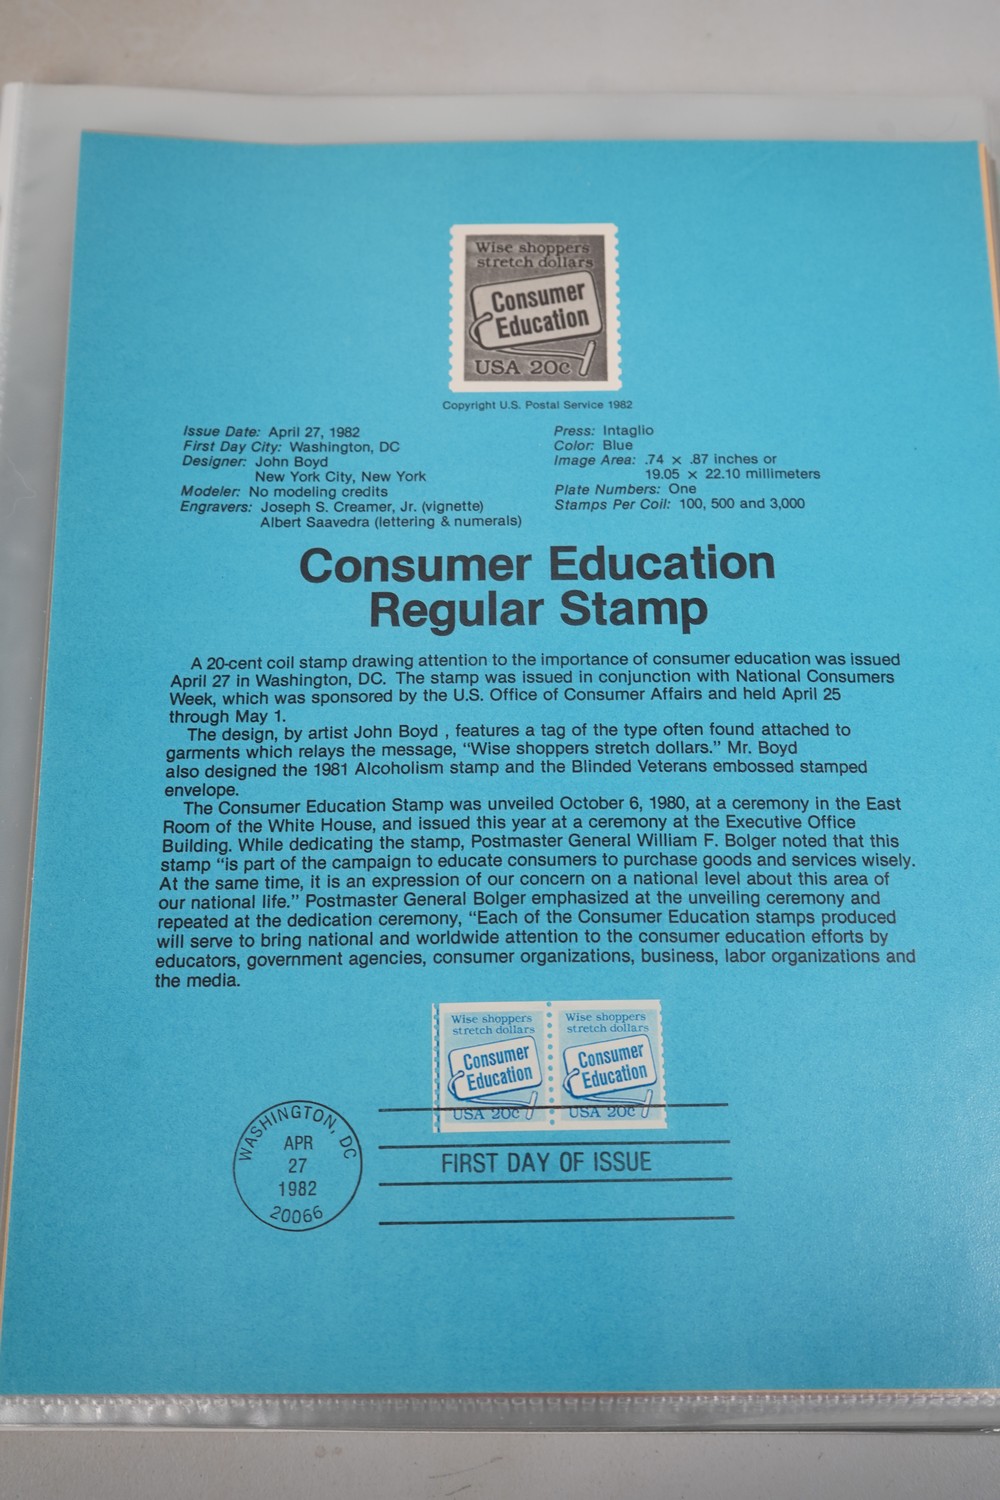 Wise shoppers
stretch dollars
Consumer
Education
USA 20c
Copyright U.S. Postal Service 1982
Issue Date: April 27, 1982
First Day City: Washington, DC
Designer: John Boyd
New York City, New York
Modeler: No modeling credits
Engravers: Joseph S. Creamer, Jr. (vignette)
Albert Saavedra (lettering & numerals)
Press: Intaglio
Color: Blue
Image Area: .74 × .87 inches or
19.05 × 22.10 millimeters
Plate Numbers: One
Stamps Per Coil: 100, 500 and 3,000
Consumer Education
Regular Stamp
A 20-cent coil stamp drawing attention to the importance of consumer education was issued
April 27 in Washington, DC. The stamp was issued in conjunction with National Consumers
Week, which was sponsored by the U.S. Office of Consumer Affairs and held April 25
through May 1.
The design, by artist John Boyd , features a tag of the type often found attached to
garments which relays the message, “Wise shoppers stretch dollars.” Mr. Boyd
also designed the 1981 Alcoholism stamp and the Blinded Veterans embossed stamped
envelope.
The Consumer Education Stamp was unveiled October 6, 1980, at a ceremony in the East
Room of the White House, and issued this year at a ceremony at the Executive Office
Building. While dedicating the stamp, Postmaster General William F. Bolger noted that this
stamp “is part of the campaign to educate consumers to purchase goods and services wisely.
At the same time, it is an expression of our concern on a national level about this area of
our national life.” Postmaster General Bolger emphasized at the unveiling ceremony and
repeated at the dedication ceremony, “Each of the Consumer Education stamps produced
will serve to bring national and worldwide attention to the consumer education efforts by
educators, government agencies, consumer organizations, business, labor organizations and
the media.
Wise shoppers
stretch dollars
Consumer
Education
USA 20c
Wise shoppers
stretch dollars
Consumer
Education
USA 20c
WASHINGTON, DC
APR
27
1982
20066
FIRST DAY OF ISSUE